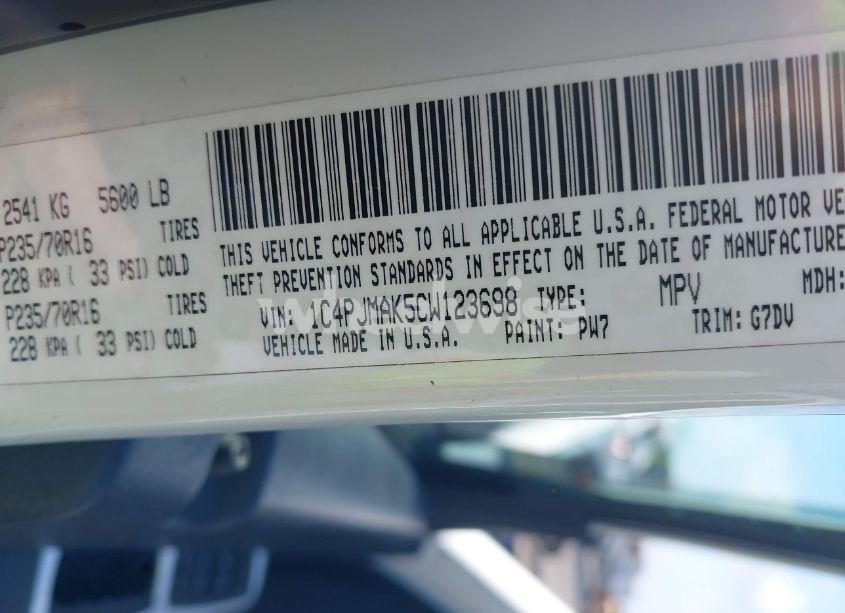 2541 KG 5600 LB
P235/70R16 TIRES
228 KPA ( 33 PSI) COLD
P235/70R16 TIRES
228 KPA ( 33 PSI) COLD
THIS VEHICLE CONFORMS TO ALL APPLICABLE U.S.A. FEDERAL MOTOR VE
THEFT PREVENTION STANDARDS IN EFFECT ON THE DATE OF MANUFACTURE
VIN: 1C4PJMAK5CW123698 TYPE: MPV MDH:
VEHICLE MADE IN U.S.A. PAINT: PW7 TRIM: G7DV